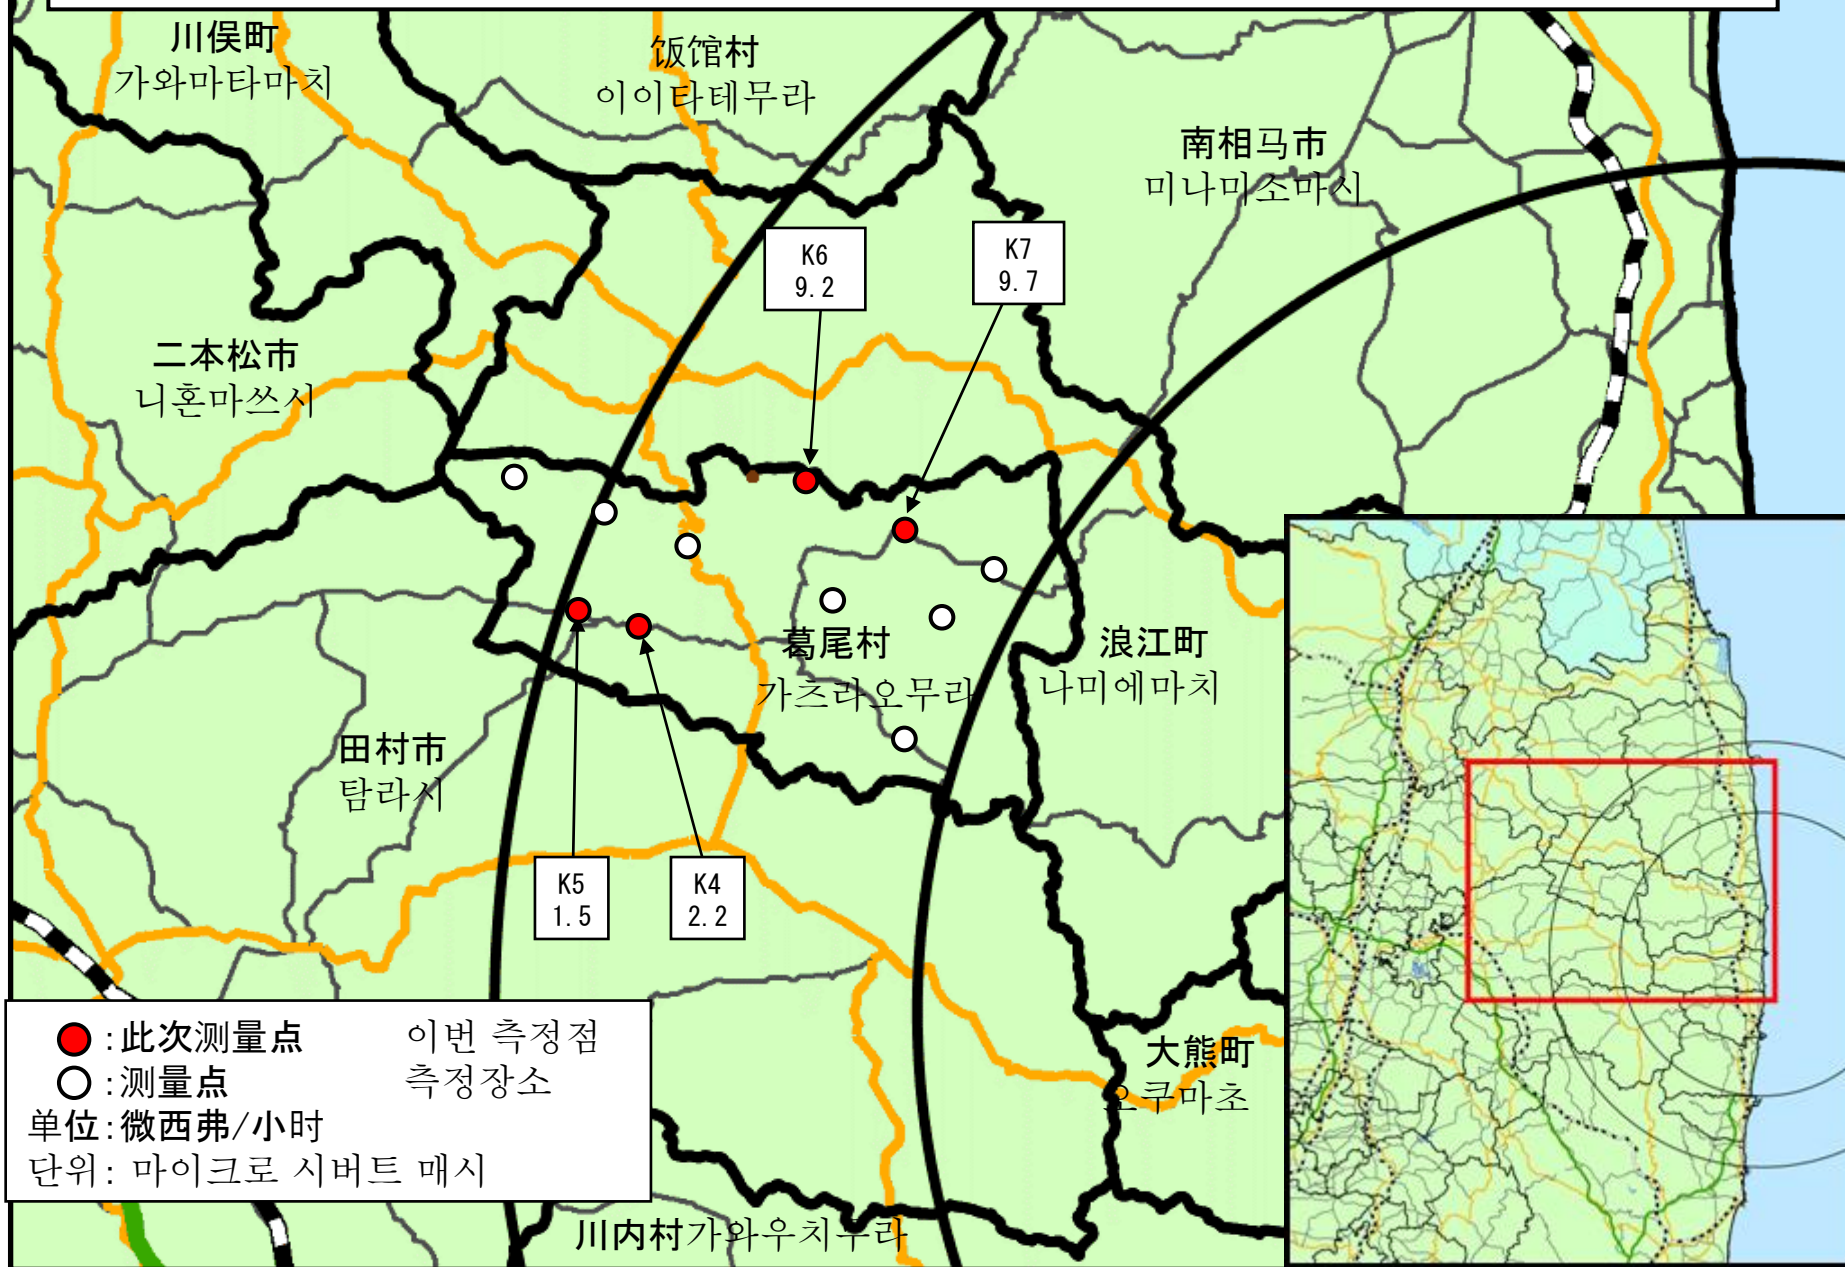 川俣町
가와마타마치
饭馆村
이이타테무라
南相马市
미나미소마시
K6
9.2
K7
9.7
二本松市
니혼마쓰시
葛尾村
가츠라오무라
浪江町
나미에마치
田村市
탐라시
K5
1.5
K4
2.2
大熊町
오쿠마초
●:此次测量点 이번 측정점
○:测量点 측정장소
单位:微西弗/小时
단위: 마이크로 시버트 매시
川内村가와우치무라